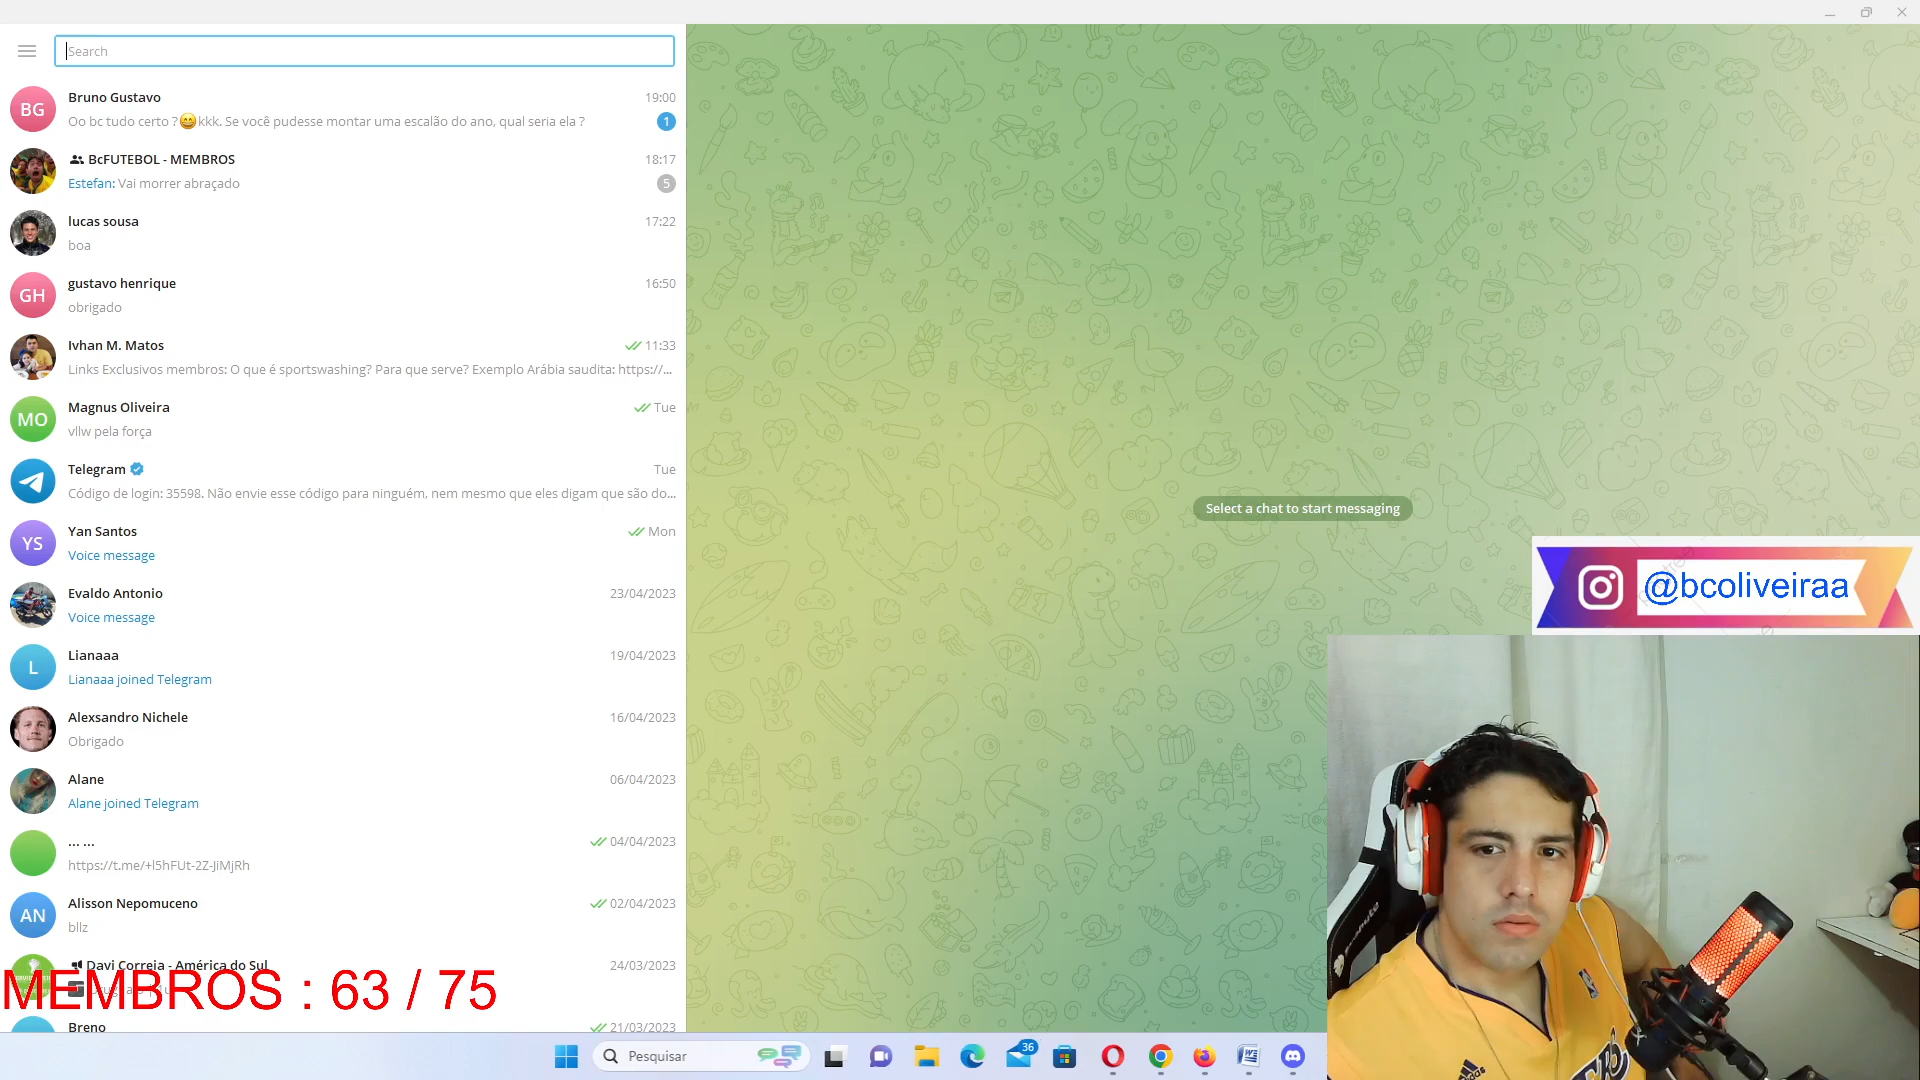 Search
Bruno Gustavo 19:00
BG
Oo bc tudo certo ?😄kkk. Se você pudesse montar uma escalão do ano, qual seria ela ? 1
BcFUTEBOL - MEMBROS 18:17
Estefan: Vai morrer abraçado 5
lucas sousa 17:22
boa
gustavo henrique 16:50
GH
obrigado
Ivhan M. Matos 11:33
Links Exclusivos membros: O que é sportswashing? Para que serve? Exemplo Arábia saudita: https://...
Magnus Oliveira Tue
MO
vllw pela força
Telegram Tue
Código de login: 35598. Não envie esse código para ninguém, nem mesmo que eles digam que são do...
Select a chat to start messaging
Yan Santos Mon
YS
Voice message
Evaldo Antonio 23/04/2023
Voice message
@bcoliveiraa
Lianaaa 19/04/2023
L
Lianaaa joined Telegram
Alexsandro Nichele 16/04/2023
Obrigado
Alane 06/04/2023
Alane joined Telegram
... ... 04/04/2023
https://t.me/+l5hFUt-2Z-JiMjRh
Alisson Nepomuceno 02/04/2023
AN
bllz
Davi Correia - América do Sul 24/03/2023
MEMBROS : 63 / 75
Breno 21/03/2023
Pesquisar
36
adidas